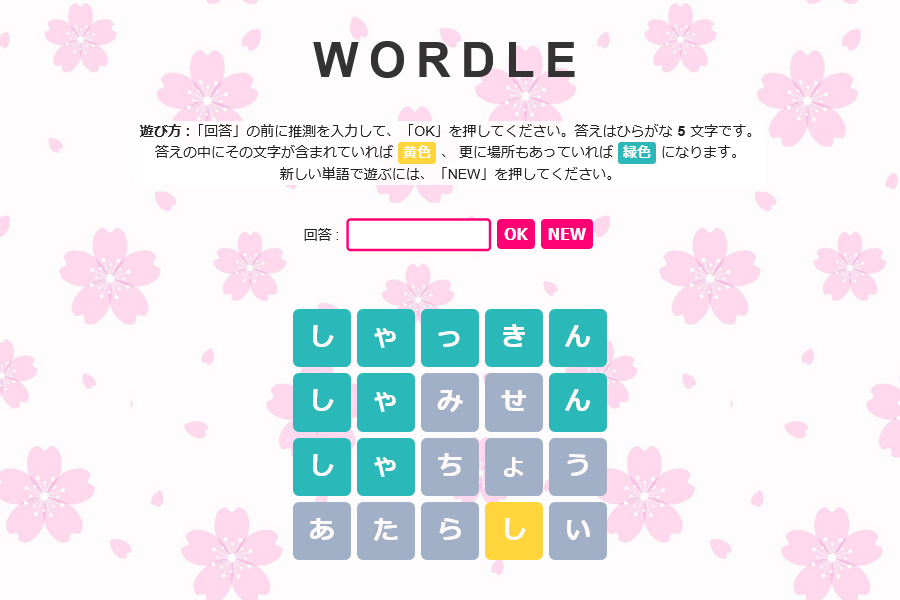 WORDLE
遊び方 :「回答」の前に推測を入力して、「OK」を押してください。答えはひらがな 5 文字です。
答えの中にその文字が含まれていれば 黄色 、 更に場所もあっていれば 緑色 になります。
新しい単語で遊ぶには、「NEW」を押してください。
回答 : OK NEW
し ゃ っ き ん
し ゃ み せ ん
し ゃ ち ょ う
あ た ら し い